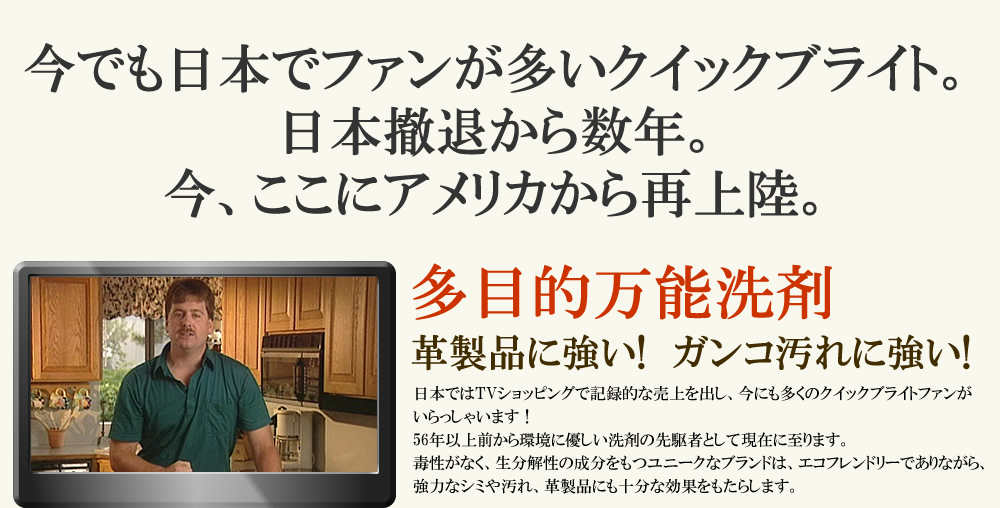 今でも日本でファンが多いクイックブライト。
日本撤退から数年。
今、ここにアメリカから再上陸。
多目的万能洗剤
革製品に強い! ガンコ汚れに強い!
日本ではTVショッピングで記録的な売上を出し、今にも多くのクイックブライトファンが
いらっしゃいます！
56年以上前から環境に優しい洗剤の先駆者として現在に至ります。
毒性がなく、生分解性の成分をもつユニークなブランドは、エコフレンドリーでありながら、
強力なシミや汚れ、革製品にも十分な効果をもたらします。